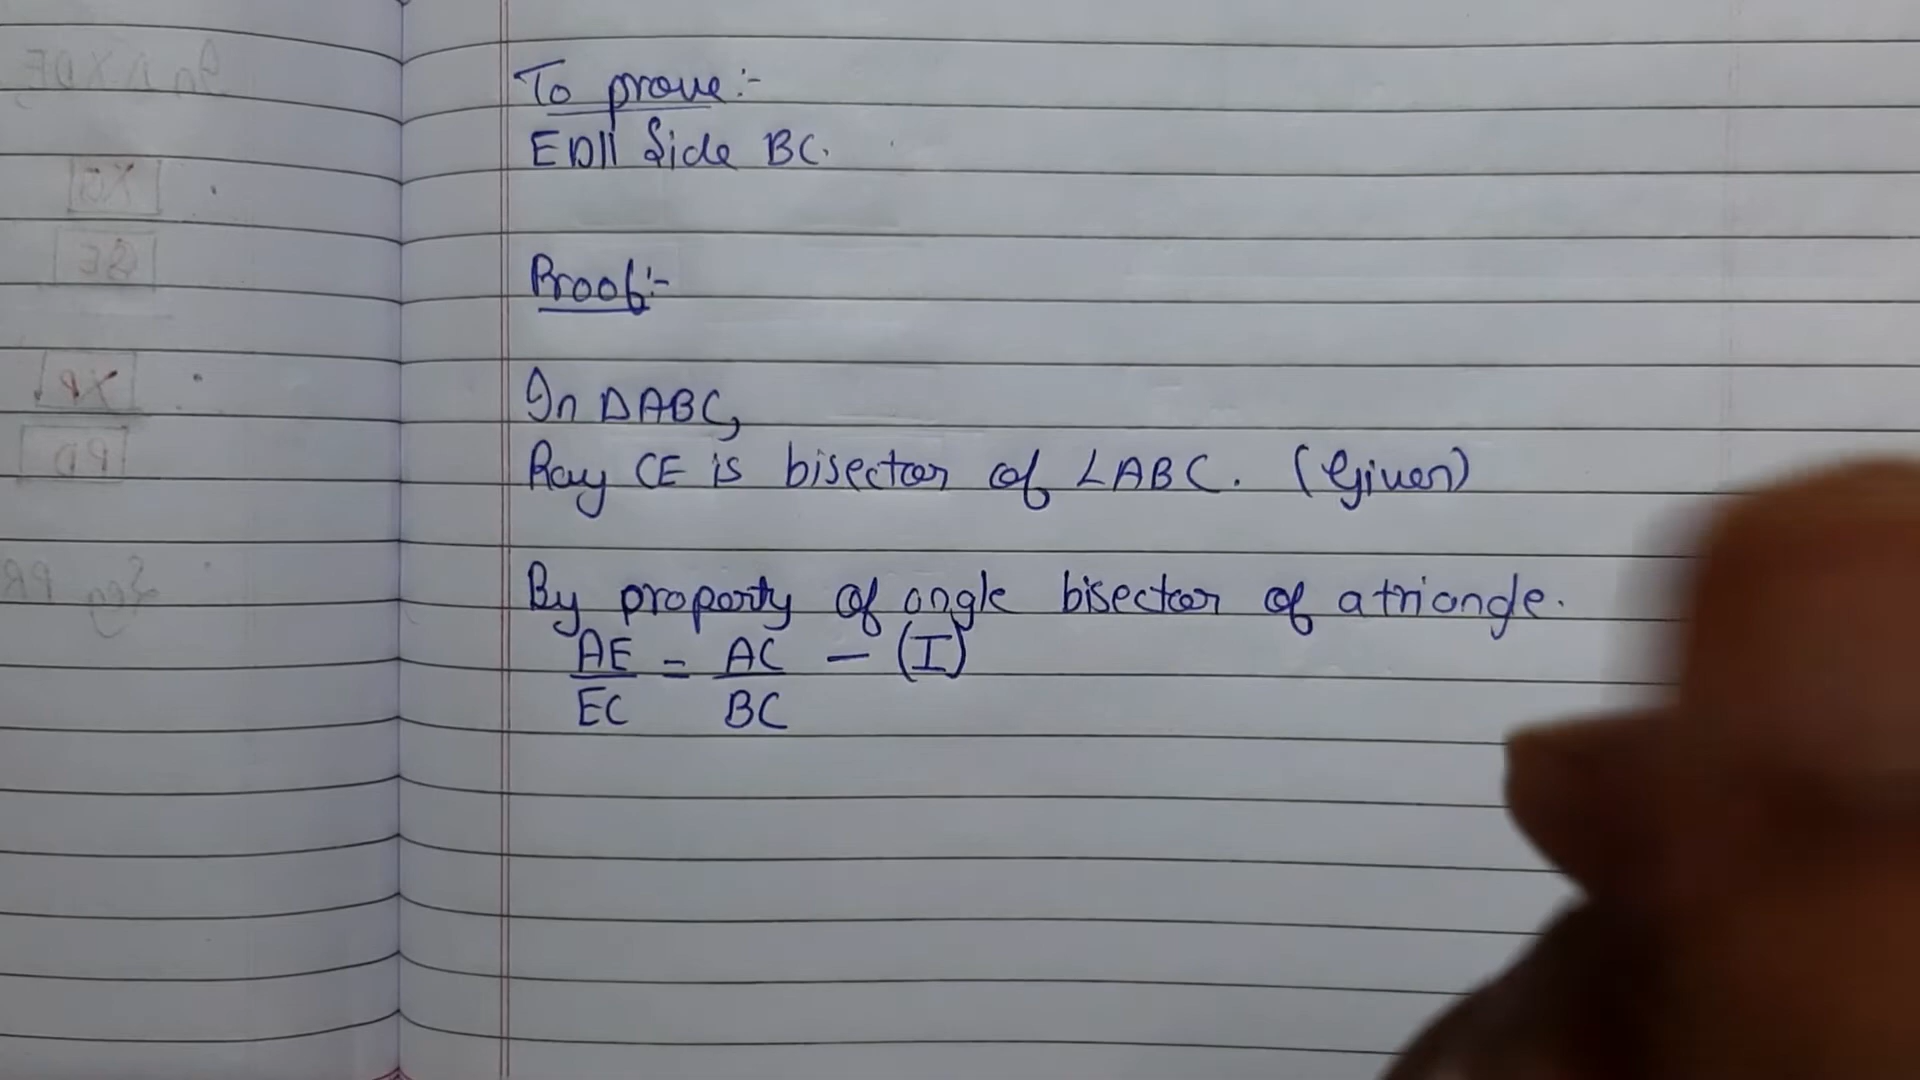 To prove :-
ED || Side BC.
Proof :-
In ΔABC,
Ray CE is bisector of ∠ABC. (Given)
By property of angle bisector of a triangle.
AE/EC = AC/BC — (I)